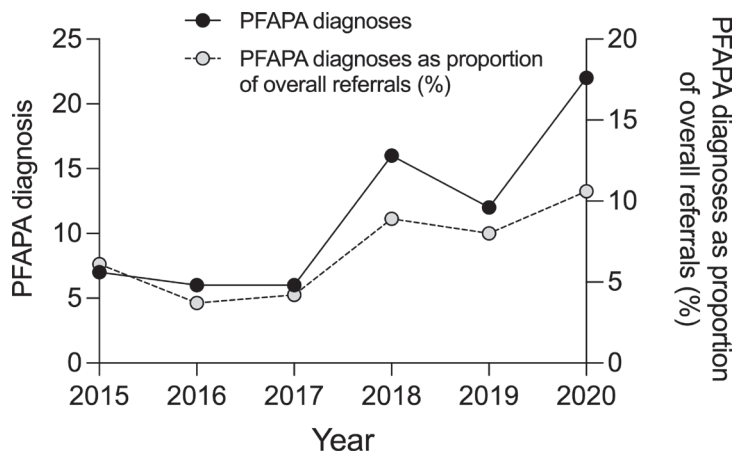 PFAPA diagnoses
PFAPA diagnoses as proportion
of overall referrals (%)
25
20
15
10
5
0
PFAPA diagnosis
20
15
10
5
0
PFAPA diagnoses as proportion
of overall referrals (%)
2015 2016 2017 2018 2019 2020
Year